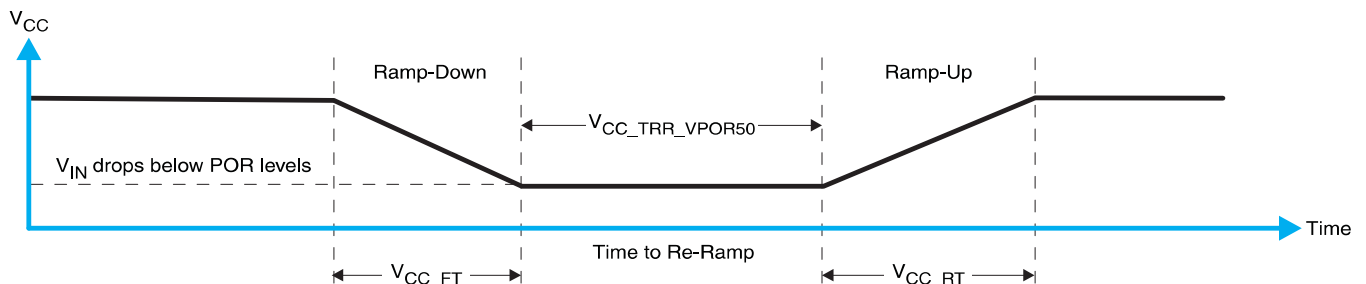 VCC
Ramp-Down
Ramp-Up
VCC_TRR_VPOR50
VIN drops below POR levels
Time
Time to Re-Ramp
VCC_FT
VCC_RT